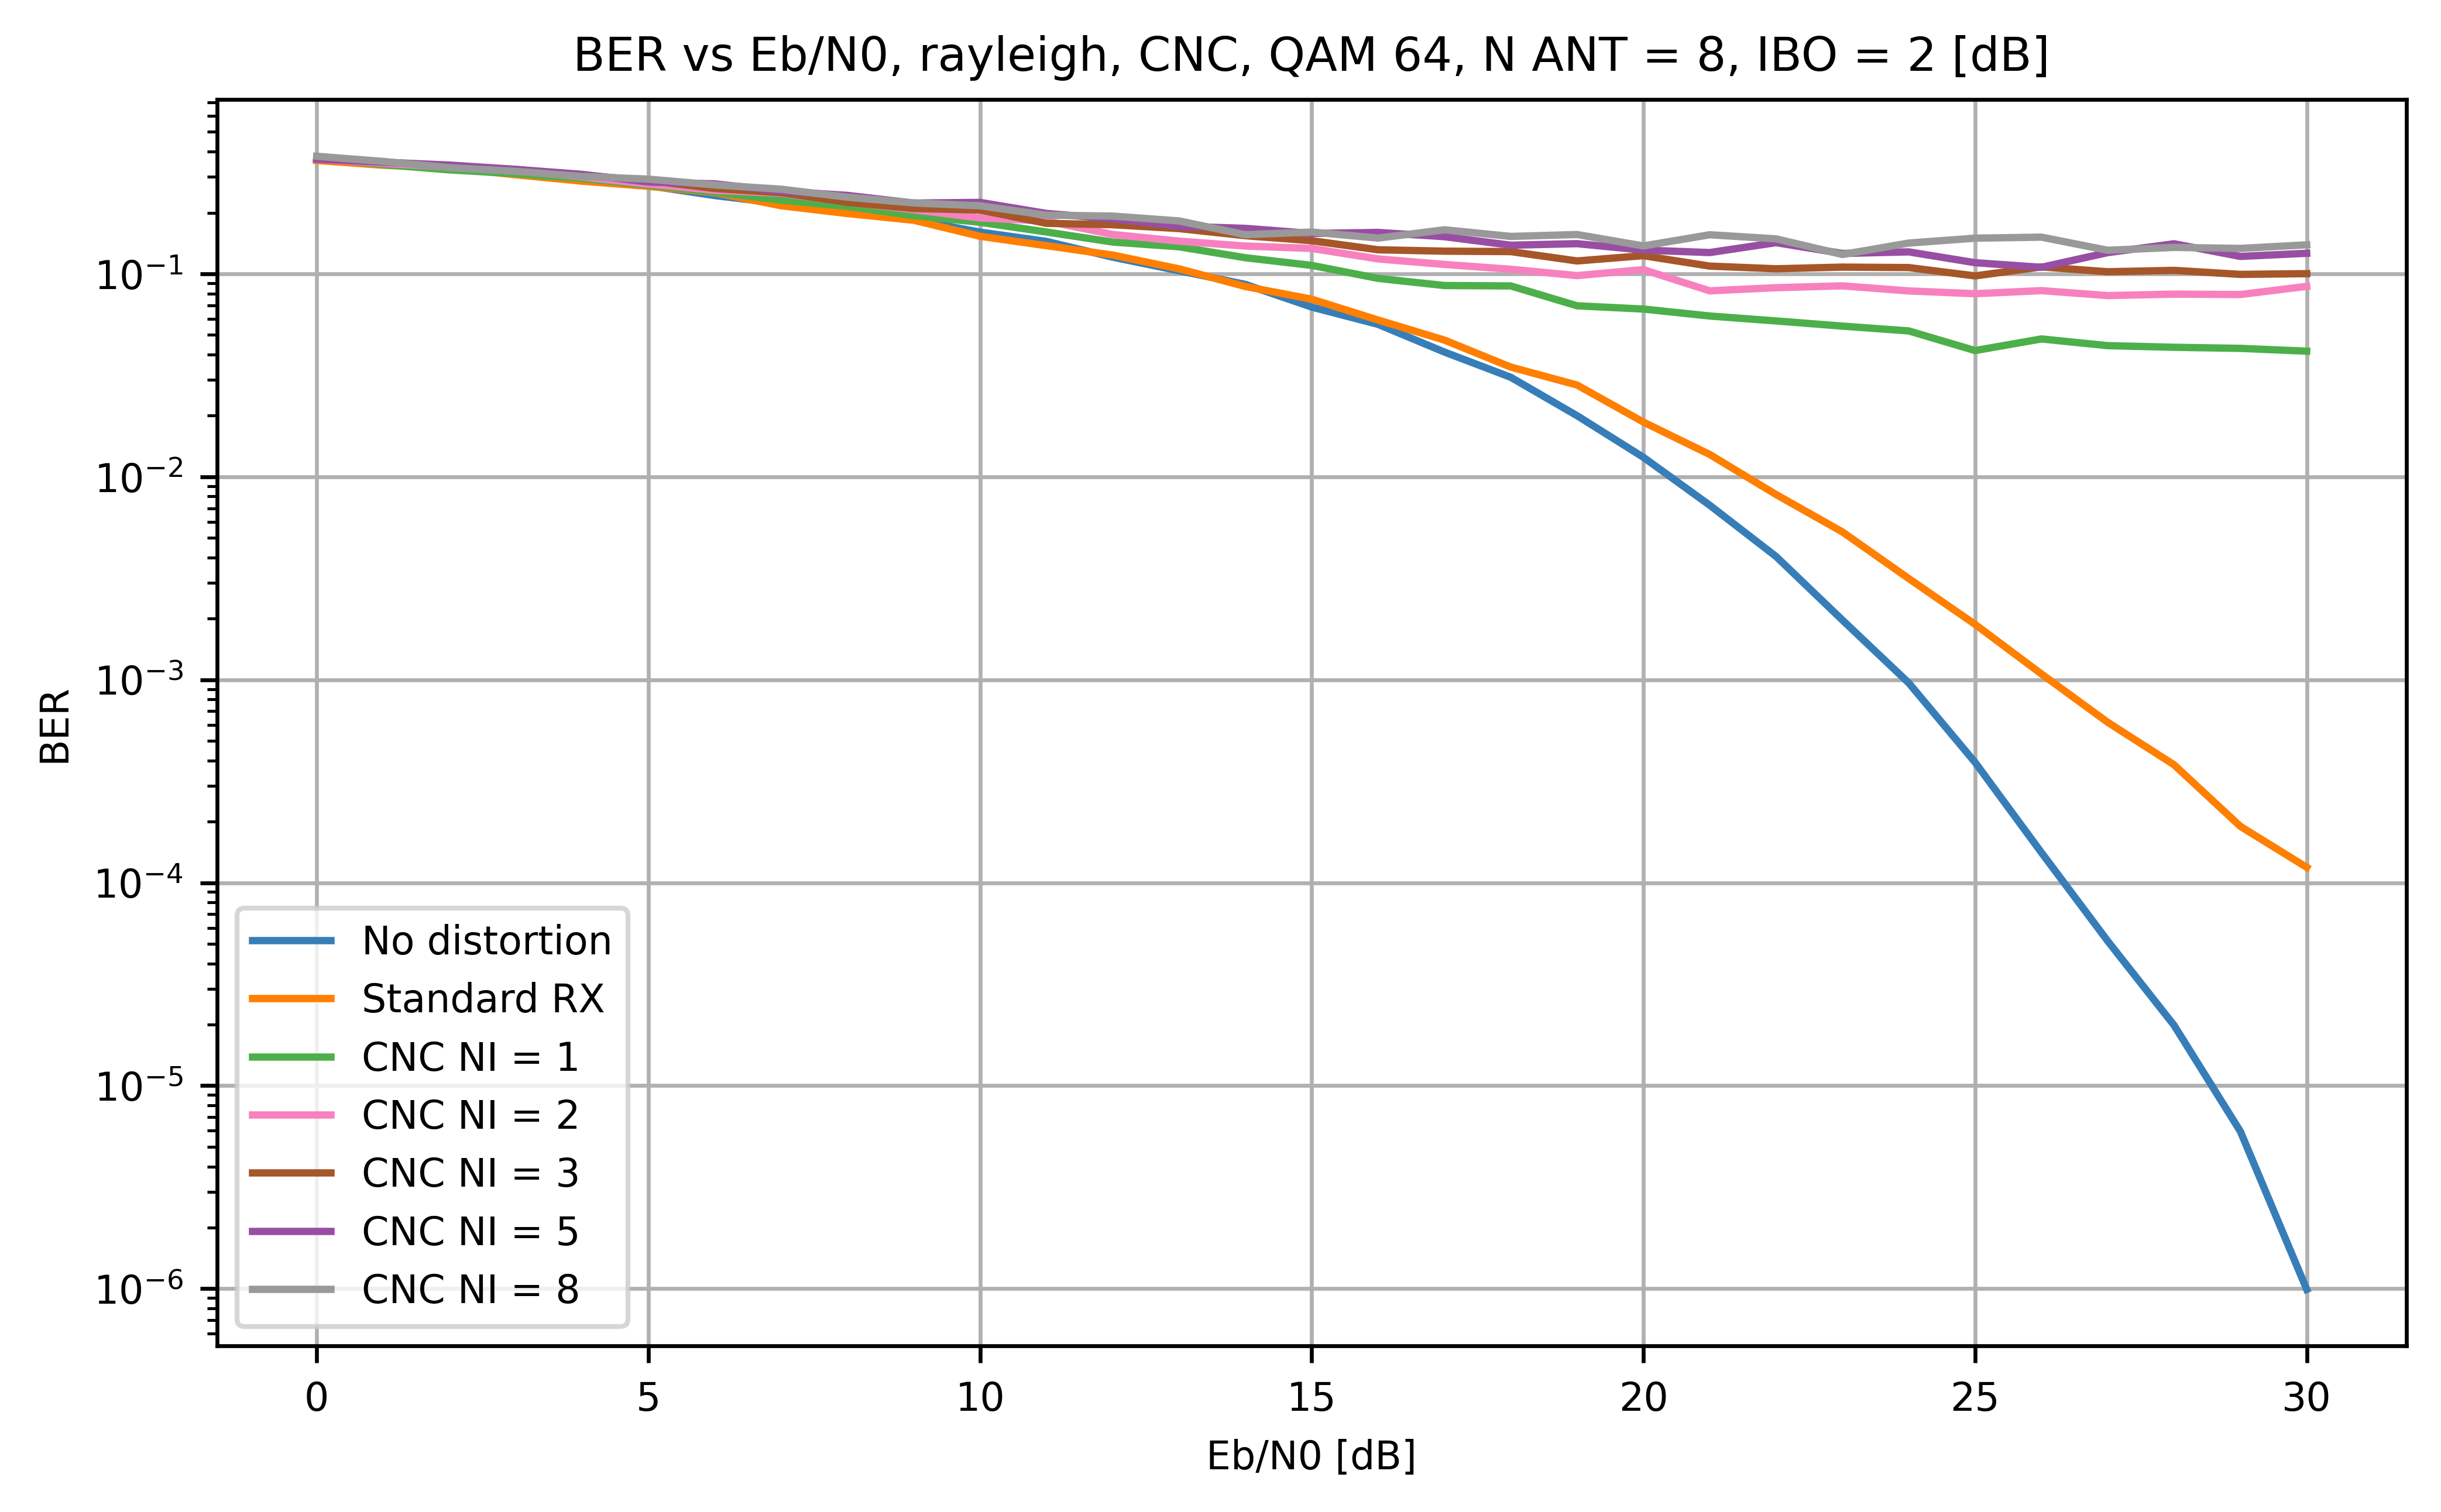 BER vs Eb/N0, rayleigh, CNC, QAM 64, N ANT = 8, IBO = 2 [dB]
BER
10⁻¹
10⁻²
10⁻³
10⁻⁴
10⁻⁵
10⁻⁶
No distortion
Standard RX
CNC NI = 1
CNC NI = 2
CNC NI = 3
CNC NI = 5
CNC NI = 8
0 5 10 15 20 25 30
Eb/N0 [dB]